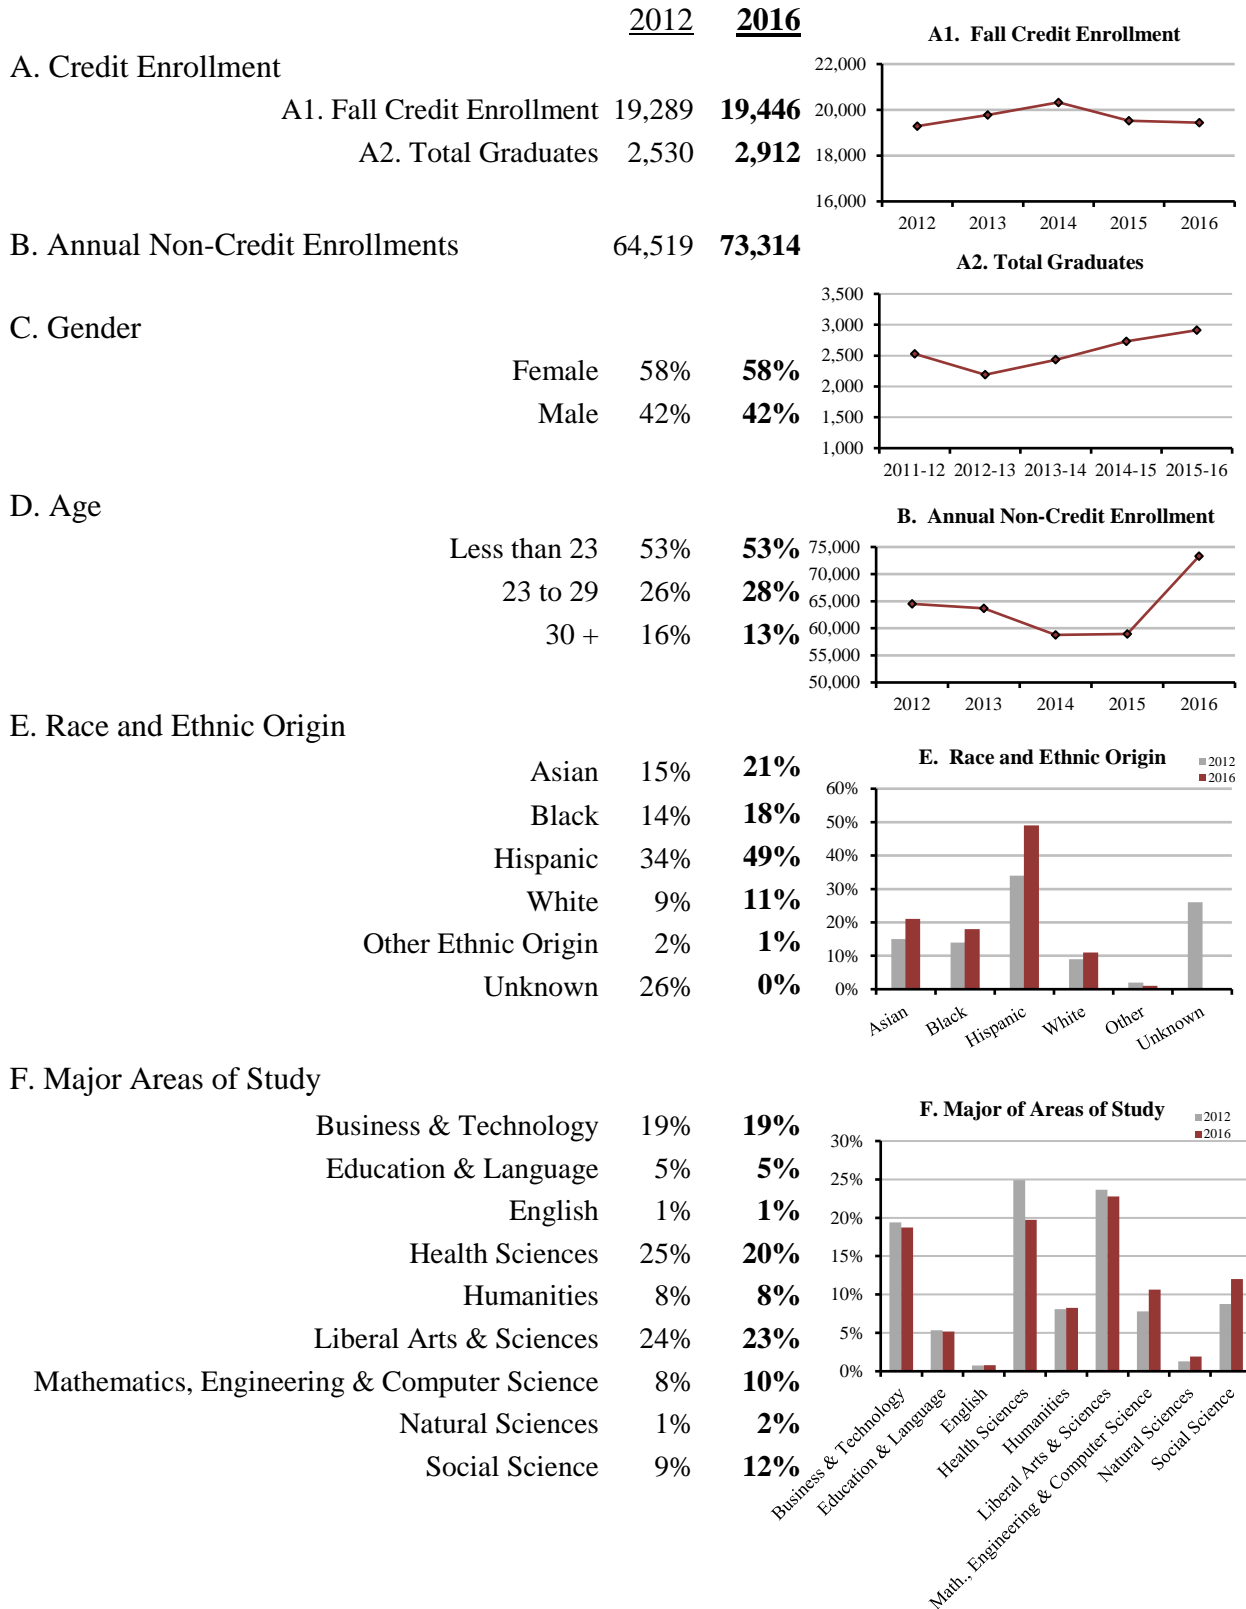 2012 2016
A. Credit Enrollment
A1. Fall Credit Enrollment 19,289 19,446
A2. Total Graduates 2,530 2,912
B. Annual Non-Credit Enrollments 64,519 73,314
C. Gender
Female 58% 58%
Male 42% 42%
D. Age
Less than 23 53% 53%
23 to 29 26% 28%
30 + 16% 13%
E. Race and Ethnic Origin
Asian 15% 21%
Black 14% 18%
Hispanic 34% 49%
White 9% 11%
Other Ethnic Origin 2% 1%
Unknown 26% 0%
F. Major Areas of Study
Business & Technology 19% 19%
Education & Language 5% 5%
English 1% 1%
Health Sciences 25% 20%
Humanities 8% 8%
Liberal Arts & Sciences 24% 23%
Mathematics, Engineering & Computer Science 8% 10%
Natural Sciences 1% 2%
Social Science 9% 12%
A1. Fall Credit Enrollment
22,000
20,000
18,000
16,000
2012 2013 2014 2015 2016
A2. Total Graduates
3,500
3,000
2,500
2,000
1,500
1,000
2011-12 2012-13 2013-14 2014-15 2015-16
B. Annual Non-Credit Enrollment
75,000
70,000
65,000
60,000
55,000
50,000
2012 2013 2014 2015 2016
E. Race and Ethnic Origin
2012
2016
60%
50%
40%
30%
20%
10%
0%
Asian
Black
Hispanic
White
Other
Unknown
F. Major of Areas of Study
2012
2016
30%
25%
20%
15%
10%
5%
0%
Business & Technology
Education & Language
English
Health Sciences
Humanities
Liberal Arts & Sciences
Math., Engineering & Computer Science
Natural Sciences
Social Science